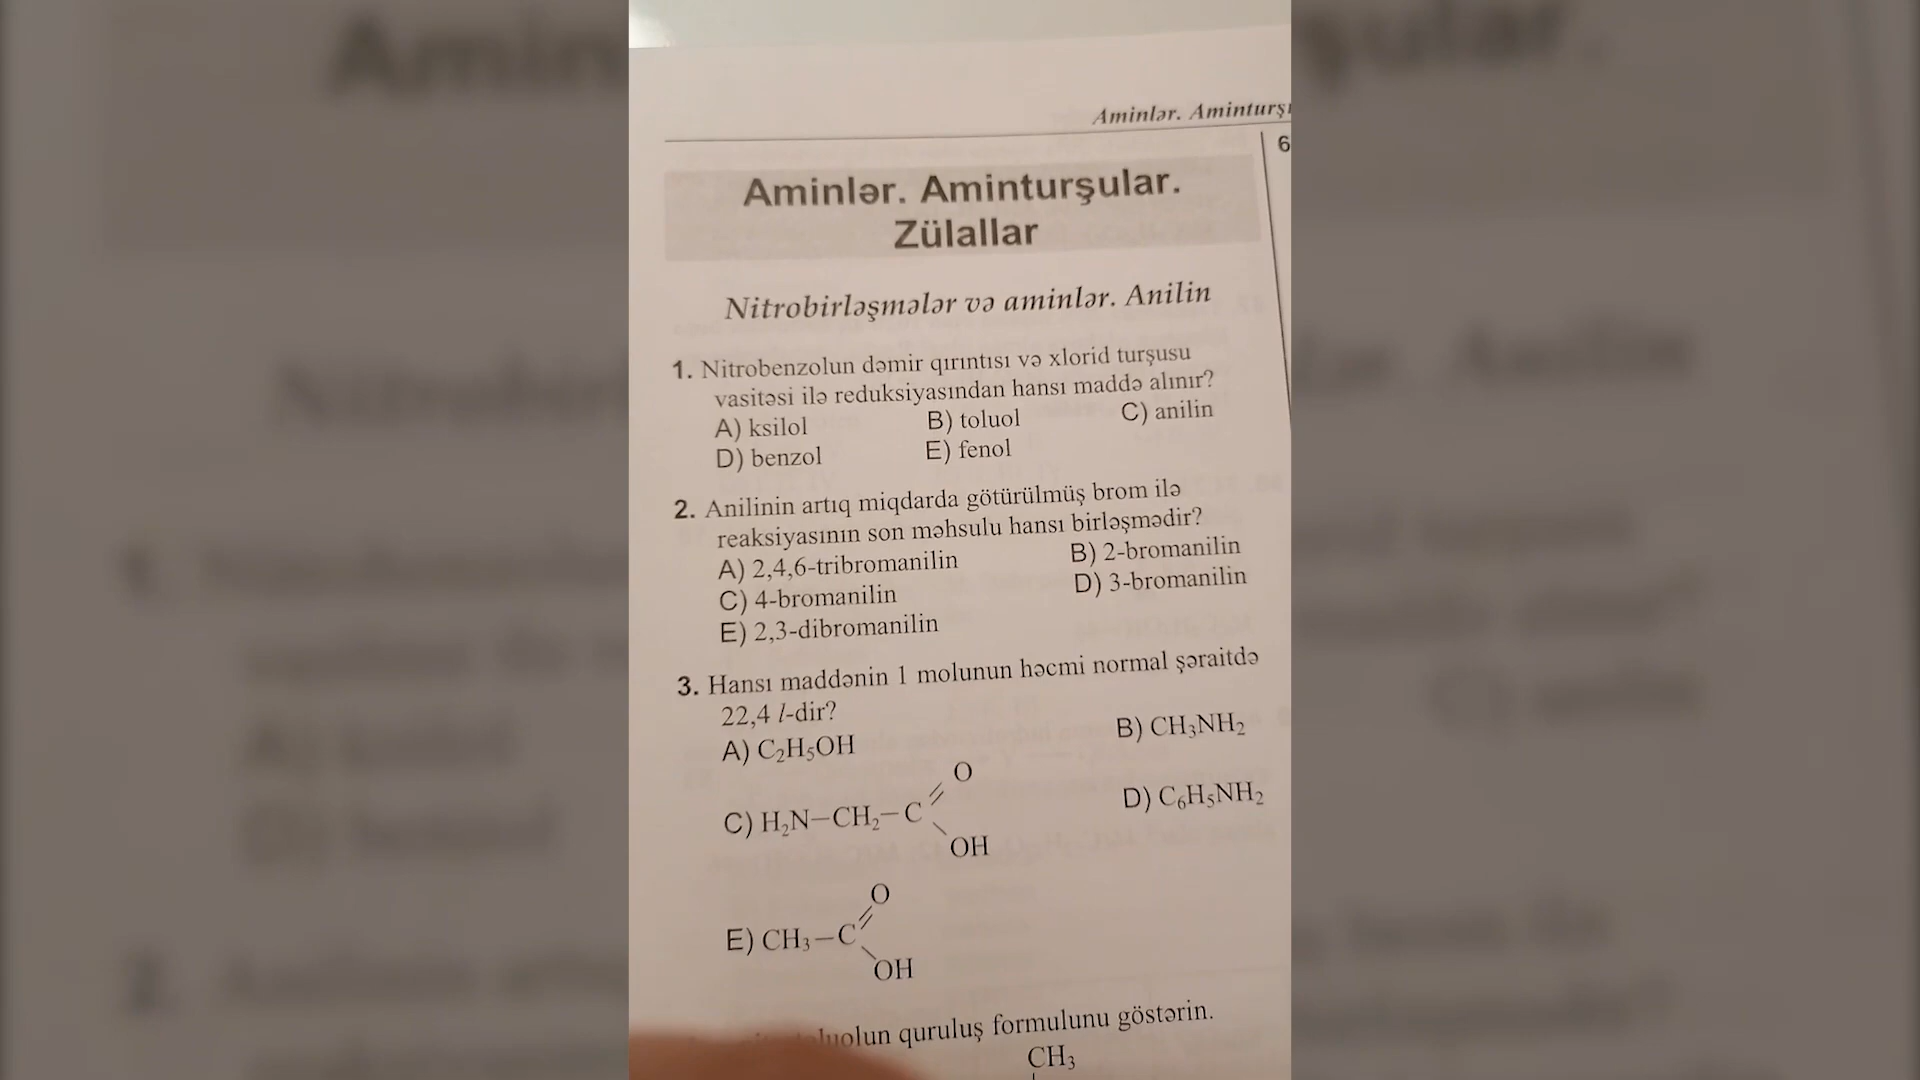 Aminlər. Aminturşı
6
Aminlər. Aminturşular.
Zülallar
Nitrobirləşmələr və aminlər. Anilin
1. Nitrobenzolun dəmir qırıntısı və xlorid turşusu
vasitəsi ilə reduksiyasından hansı maddə alınır?
A) ksilol B) toluol C) anilin
D) benzol E) fenol
2. Anilinin artıq miqdarda götürülmüş brom ilə
reaksiyasının son məhsulu hansı birləşmədir?
A) 2,4,6-tribromanilin B) 2-bromanilin
C) 4-bromanilin D) 3-bromanilin
E) 2,3-dibromanilin
3. Hansı maddənin 1 molunun həcmi normal şəraitdə
22,4 l-dir?
A) C₂H₅OH B) CH₃NH₂
O
C) H₂N–CH₂–C D) C₆H₅NH₂
OH
O
E) CH₃–C
OH
quruluş formulunu göstərin.
CH₃